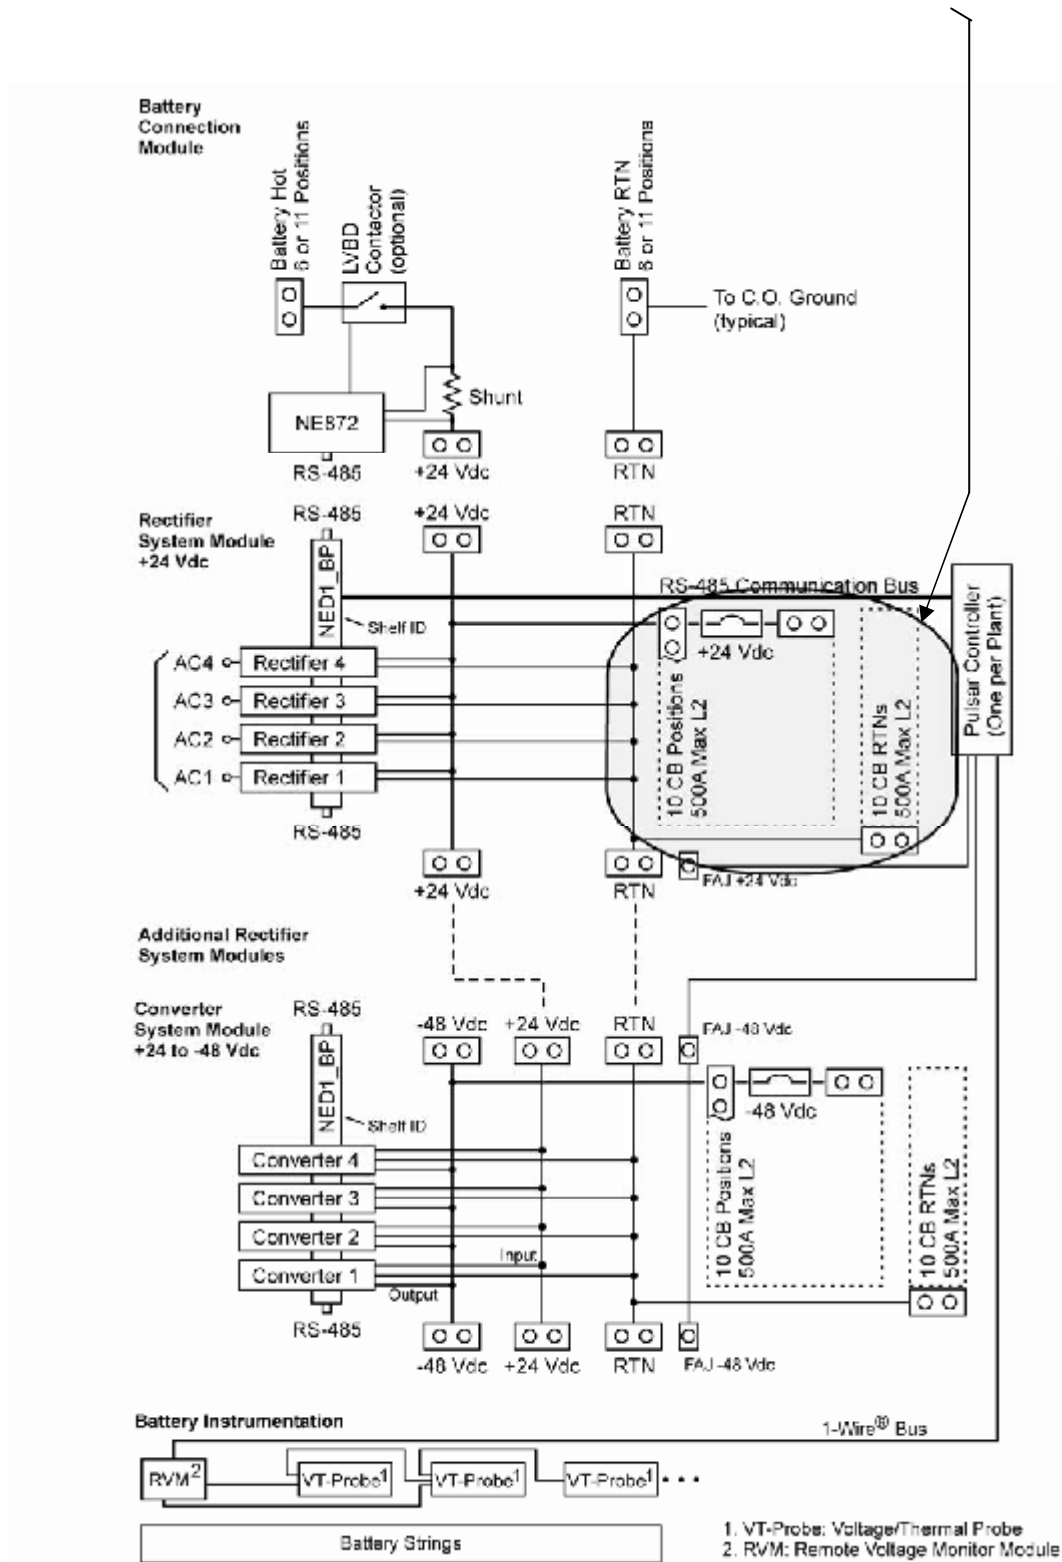 Battery
Connection
Module
Battery Hot
6 or 11 Positions
LVBD
Contactor
(optional)
Battery RTN
6 or 11 Positions
To C.O. Ground
(typical)
Shunt
NE872
RS-485
+24 Vdc
RTN
Rectifier
System Module
+24 Vdc
RS-485
+24 Vdc
RTN
NED1_BP
Shelf ID
RS-485 Communication Bus
+24 Vdc
Pulsar Controller
(One per Plant)
AC4
Rectifier 4
AC3
Rectifier 3
AC2
Rectifier 2
AC1
Rectifier 1
10 CB Positions
500A Max L2
10 CB RTNs
500A Max L2
RS-485
+24 Vdc
RTN
FAJ +24 Vdc
Additional Rectifier
System Modules
Converter
System Module
+24 to -48 Vdc
RS-485
-48 Vdc
+24 Vdc
RTN
FAJ -48 Vdc
NED1_BP
Shelf ID
-48 Vdc
Converter 4
Converter 3
Converter 2
Converter 1
Input
Output
10 CB Positions
500A Max L2
10 CB RTNs
500A Max L2
RS-485
-48 Vdc
+24 Vdc
RTN
FAJ -48 Vdc
Battery Instrumentation
1-Wire® Bus
RVM2
VT-Probe1
VT-Probe1
VT-Probe1
• • •
Battery Strings
1. VT-Probe: Voltage/Thermal Probe
2. RVM: Remote Voltage Monitor Module